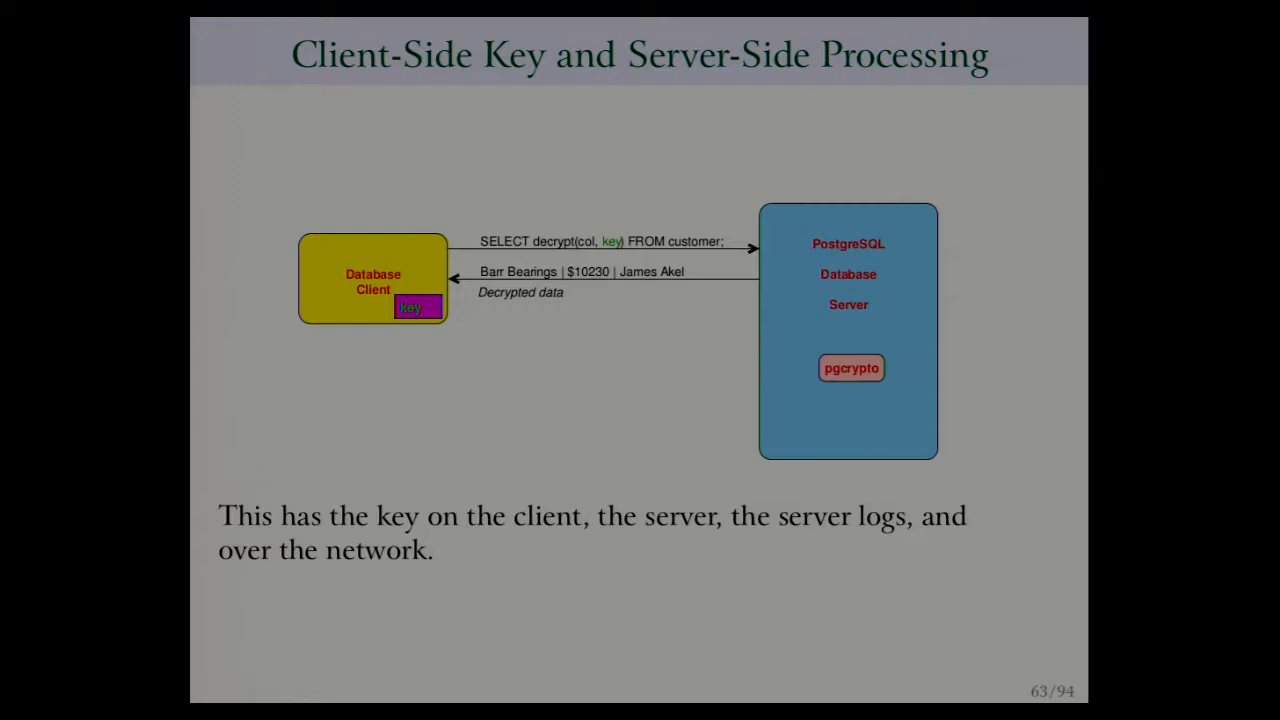 Client-Side Key and Server-Side Processing
SELECT decrypt(col, key) FROM customer;
Barr Bearings | $10230 | James Akel
Decrypted data
Database
Client
key
PostgreSQL
Database
Server
pgcrypto
This has the key on the client, the server, the server logs, and
over the network.
63/94